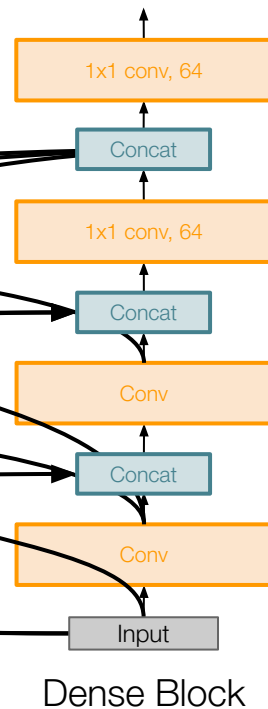 1x1 conv, 64
Concat
1x1 conv, 64
Concat
Conv
Concat
Conv
Input
Dense Block